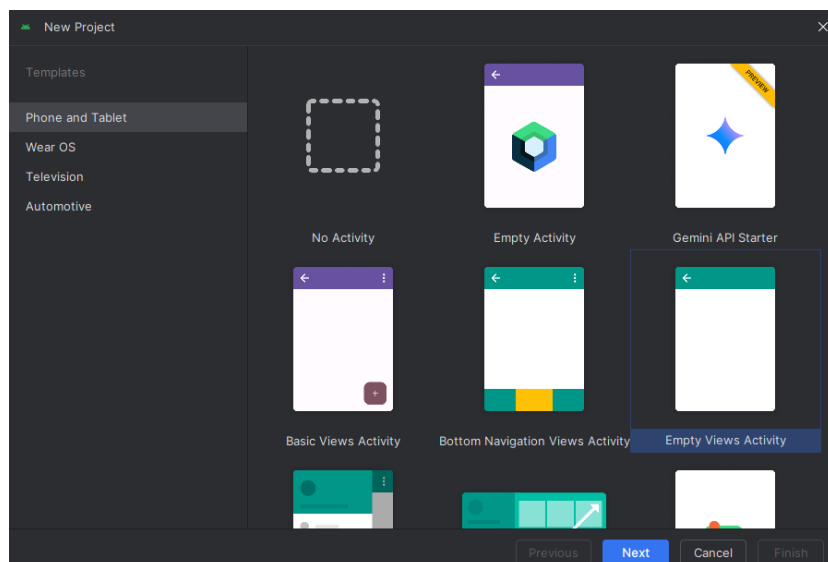 New Project
Templates
Phone and Tablet
Wear OS
Television
Automotive
PREVIEW
No Activity
Empty Activity
Gemini API Starter
Basic Views Activity
Bottom Navigation Views Activity
Empty Views Activity
Previous
Next
Cancel
Finish